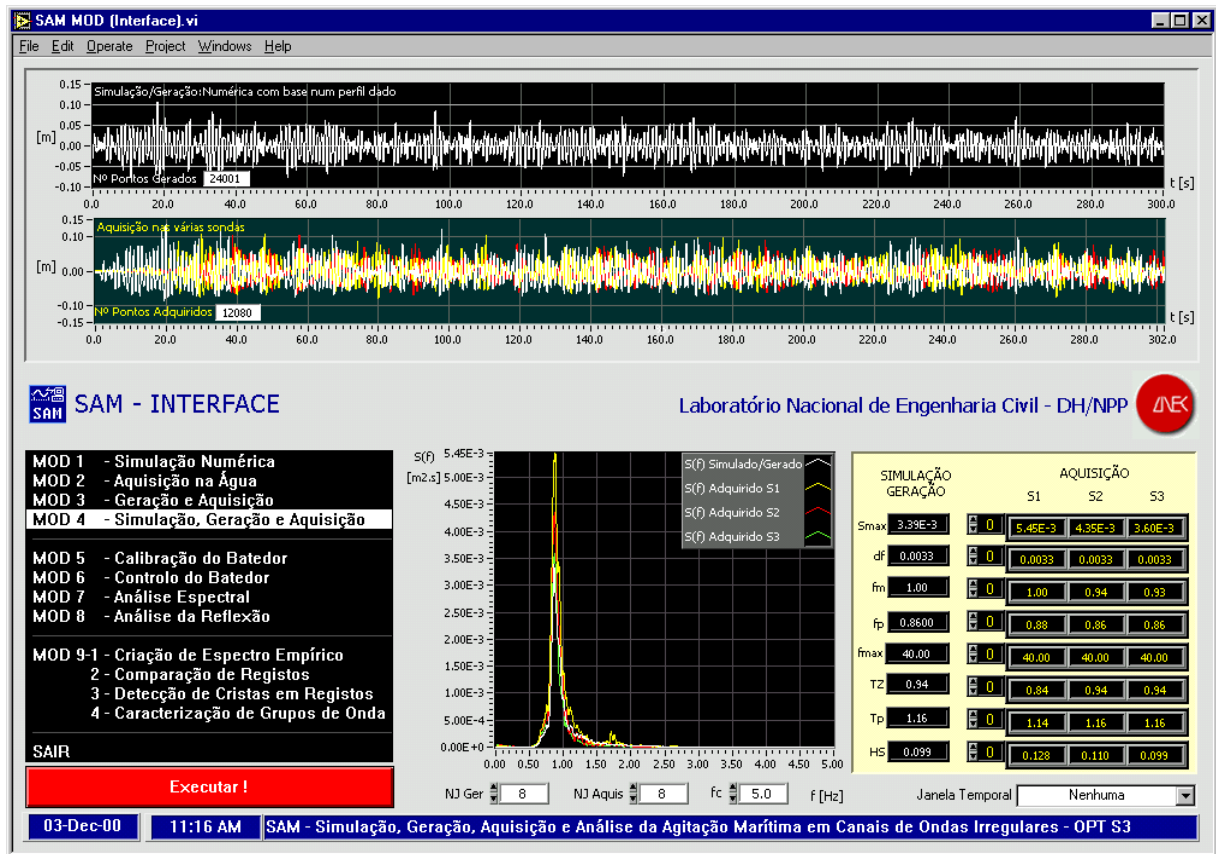 SAM MOD (Interface).vi
File Edit Operate Project Windows Help
0.15
Simulação/Geração:Numérica com base num perfil dado
0.10
[m] 0.05
0.00
-0.05
Nº Pontos Gerados 24001
-0.10
t [s]
0.0 20.0 40.0 60.0 80.0 100.0 120.0 140.0 160.0 180.0 200.0 220.0 240.0 260.0 280.0 300.0
0.15
Aquisição nas várias sondas
0.10
[m] 0.00
-0.10
Nº Pontos Adquiridos 12080
-0.15
t [s]
0.0 20.0 40.0 60.0 80.0 100.0 120.0 140.0 160.0 180.0 200.0 220.0 240.0 260.0 280.0 302.0
SAM
SAM - INTERFACE
Laboratório Nacional de Engenharia Civil - DH/NPP
LNEC
MOD 1 - Simulação Numérica
MOD 2 - Aquisição na Água
MOD 3 - Geração e Aquisição
MOD 4 - Simulação, Geração e Aquisição
MOD 5 - Calibração do Batedor
MOD 6 - Controlo do Batedor
MOD 7 - Análise Espectral
MOD 8 - Análise da Reflexão
MOD 9-1 - Criação de Espectro Empírico
2 - Comparação de Registos
3 - Detecção de Cristas em Registos
4 - Caracterização de Grupos de Onda
SAIR
Executar !
S(f) 5.45E-3
[m2.s] 5.00E-3
4.50E-3
4.00E-3
3.50E-3
3.00E-3
2.50E-3
2.00E-3
1.50E-3
1.00E-3
5.00E-4
0.00E+0
0.00 0.50 1.00 1.50 2.00 2.50 3.00 3.50 4.00 4.50 5.00
S(f) Simulado/Gerado
S(f) Adquirido S1
S(f) Adquirido S2
S(f) Adquirido S3
NJ Ger 8 NJ Aquis 8 fc 5.0 f [Hz]
SIMULAÇÃO
GERAÇÃO
AQUISIÇÃO
S1 S2 S3
Smax 3.39E-3 0 5.45E-3 4.35E-3 3.60E-3
df 0.0033 0 0.0033 0.0033 0.0033
fm 1.00 0 1.00 0.94 0.93
fp 0.8600 0 0.88 0.86 0.86
fmax 40.00 0 40.00 40.00 40.00
TZ 0.94 0 0.84 0.94 0.94
Tp 1.16 0 1.14 1.16 1.16
HS 0.099 0 0.128 0.110 0.099
Janela Temporal Nenhuma
03-Dec-00 11:16 AM SAM - Simulação, Geração, Aquisição e Análise da Agitação Marítima em Canais de Ondas Irregulares - OPT S3